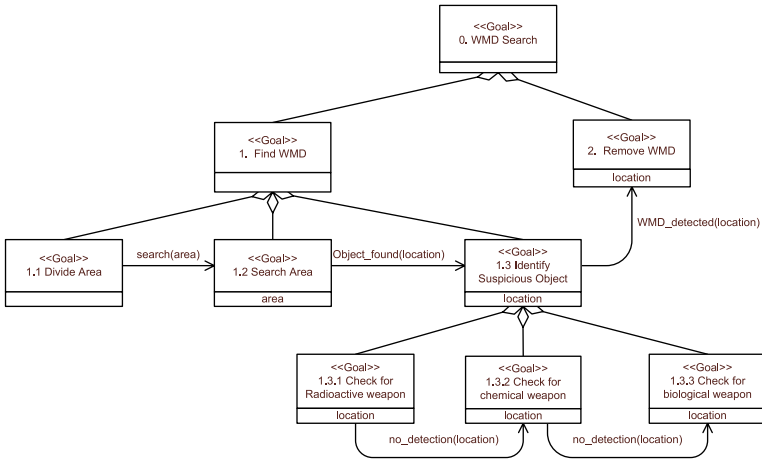 <<Goal>>
0. WMD Search
<<Goal>>
1. Find WMD
<<Goal>>
2. Remove WMD
location
WMD_detected(location)
<<Goal>>
1.1 Divide Area
search(area)
<<Goal>>
1.2 Search Area
area
Object_found(location)
<<Goal>>
1.3 Identify
Suspicious Object
location
<<Goal>>
1.3.1 Check for
Radioactive weapon
location
<<Goal>>
1.3.2 Check for
chemical weapon
location
<<Goal>>
1.3.3 Check for
biological weapon
location
no_detection(location)
no_detection(location)